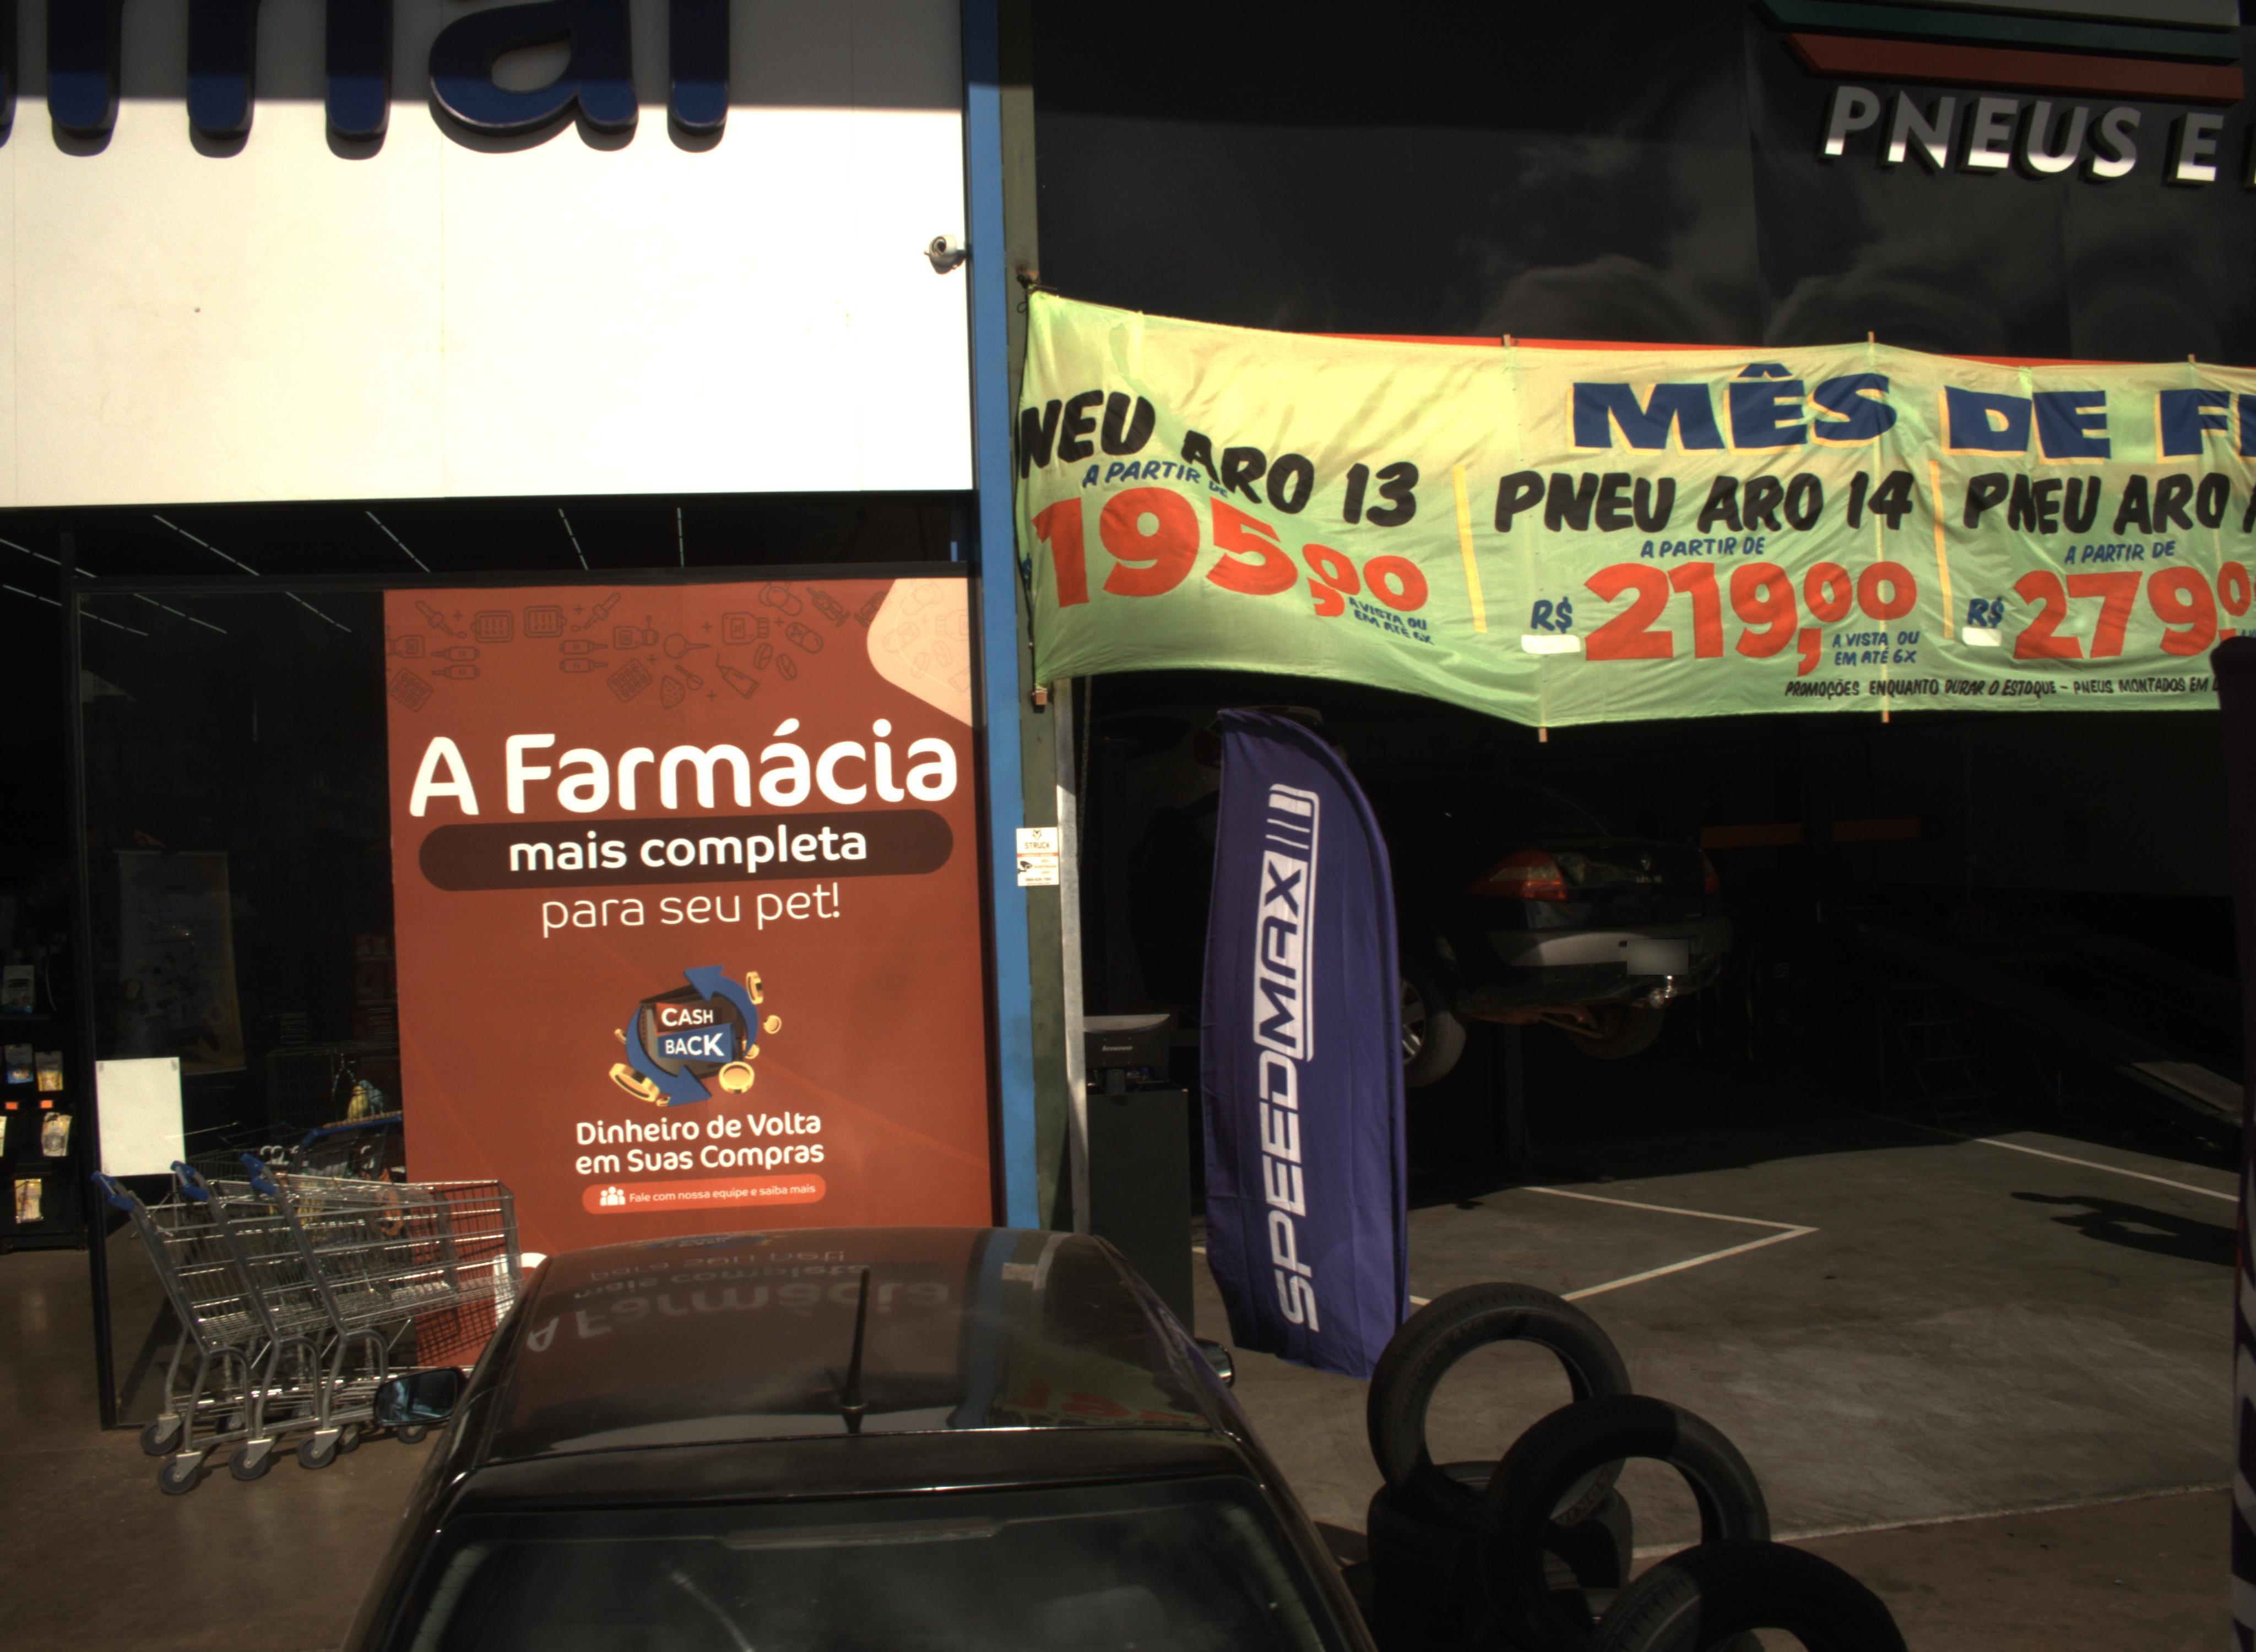 mal
PNEUS E
MÊS DE F
NEU ARO 13
A PARTIR DE
195,00
A VISTA OU
EM ATÉ 6X
PNEU ARO 14
A PARTIR DE
R$ 219,00
A VISTA OU
EM ATÉ 6X
PNEU ARO
A PARTIR DE
R$ 279,0
PROMOÇÕES ENQUANTO DURAR O ESTOQUE - PNEUS MONTADOS EM
A Farmácia
mais completa
para seu pet!
CASH
BACK
Dinheiro de Volta
em Suas Compras
Fale com nossa equipe e saiba mais
STRUCK
SPEEDMAX
Lenovo